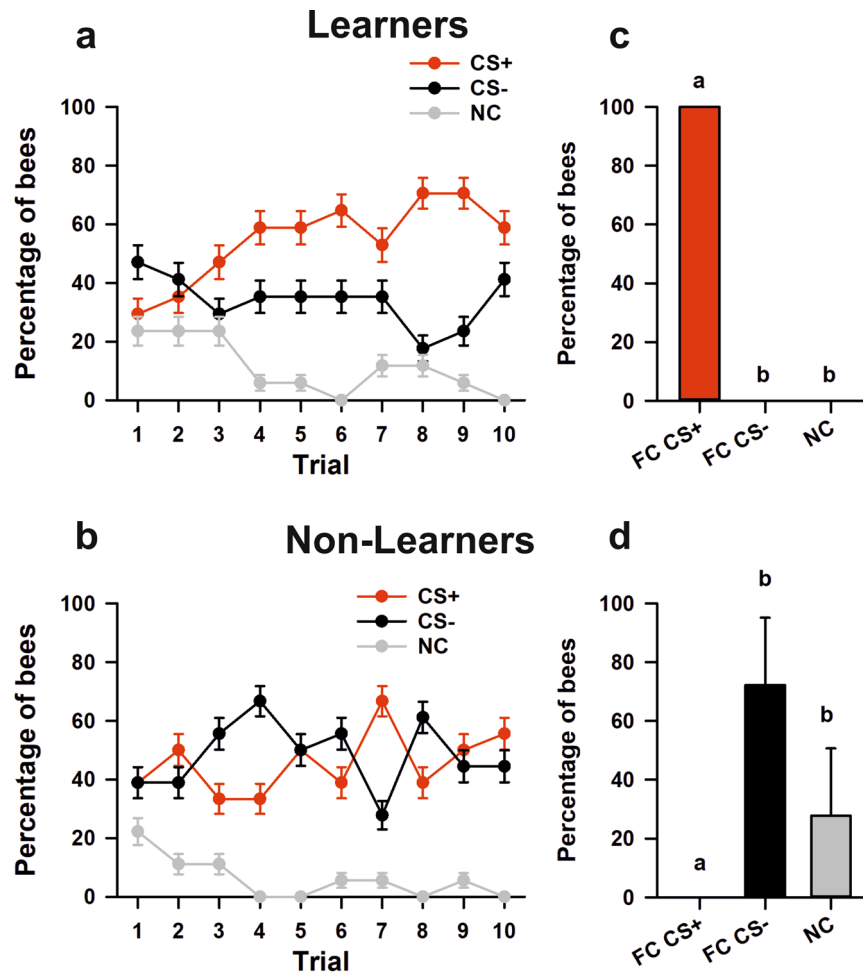 a
Learners
CS+
CS-
NC
Percentage of bees
100
80
60
40
20
0
1 2 3 4 5 6 7 8 9 10
Trial
c
Percentage of bees
100
80
60
40
20
0
a
b
b
FC CS+
FC CS-
NC
b
Non-Learners
CS+
CS-
NC
Percentage of bees
100
80
60
40
20
0
1 2 3 4 5 6 7 8 9 10
Trial
d
Percentage of bees
100
80
60
40
20
0
a
b
b
FC CS+
FC CS-
NC